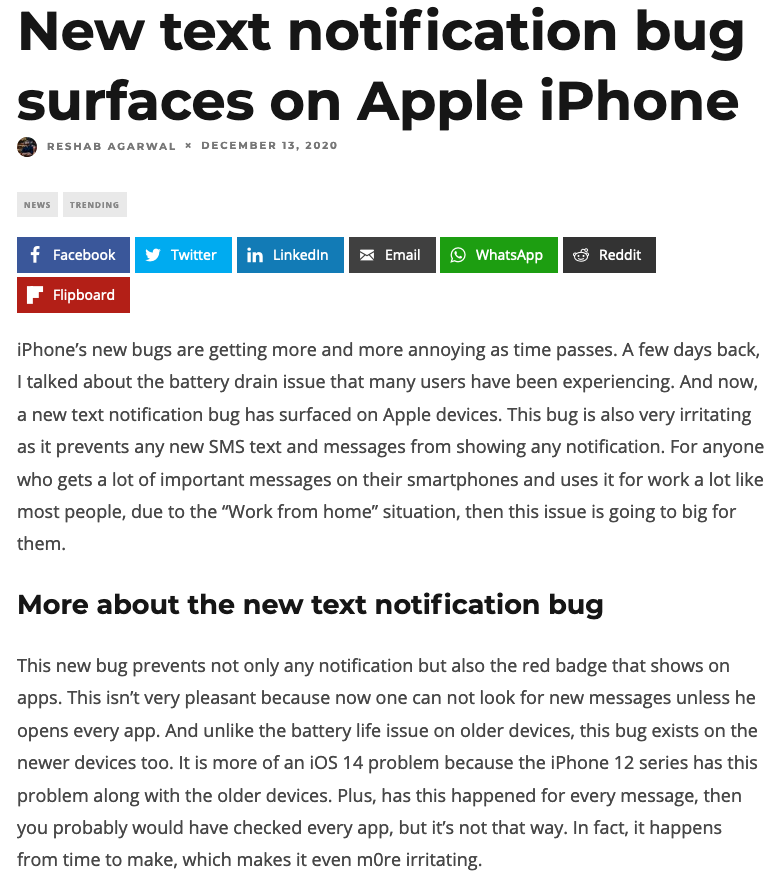 New text notification bug
surfaces on Apple iPhone
RESHAB AGARWAL × DECEMBER 13, 2020
NEWS TRENDING
Facebook Twitter LinkedIn Email WhatsApp Reddit
Flipboard
iPhone’s new bugs are getting more and more annoying as time passes. A few days back,
I talked about the battery drain issue that many users have been experiencing. And now,
a new text notification bug has surfaced on Apple devices. This bug is also very irritating
as it prevents any new SMS text and messages from showing any notification. For anyone
who gets a lot of important messages on their smartphones and uses it for work a lot like
most people, due to the “Work from home” situation, then this issue is going to big for
them.
More about the new text notification bug
This new bug prevents not only any notification but also the red badge that shows on
apps. This isn’t very pleasant because now one can not look for new messages unless he
opens every app. And unlike the battery life issue on older devices, this bug exists on the
newer devices too. It is more of an iOS 14 problem because the iPhone 12 series has this
problem along with the older devices. Plus, has this happened for every message, then
you probably would have checked every app, but it’s not that way. In fact, it happens
from time to make, which makes it even m0re irritating.